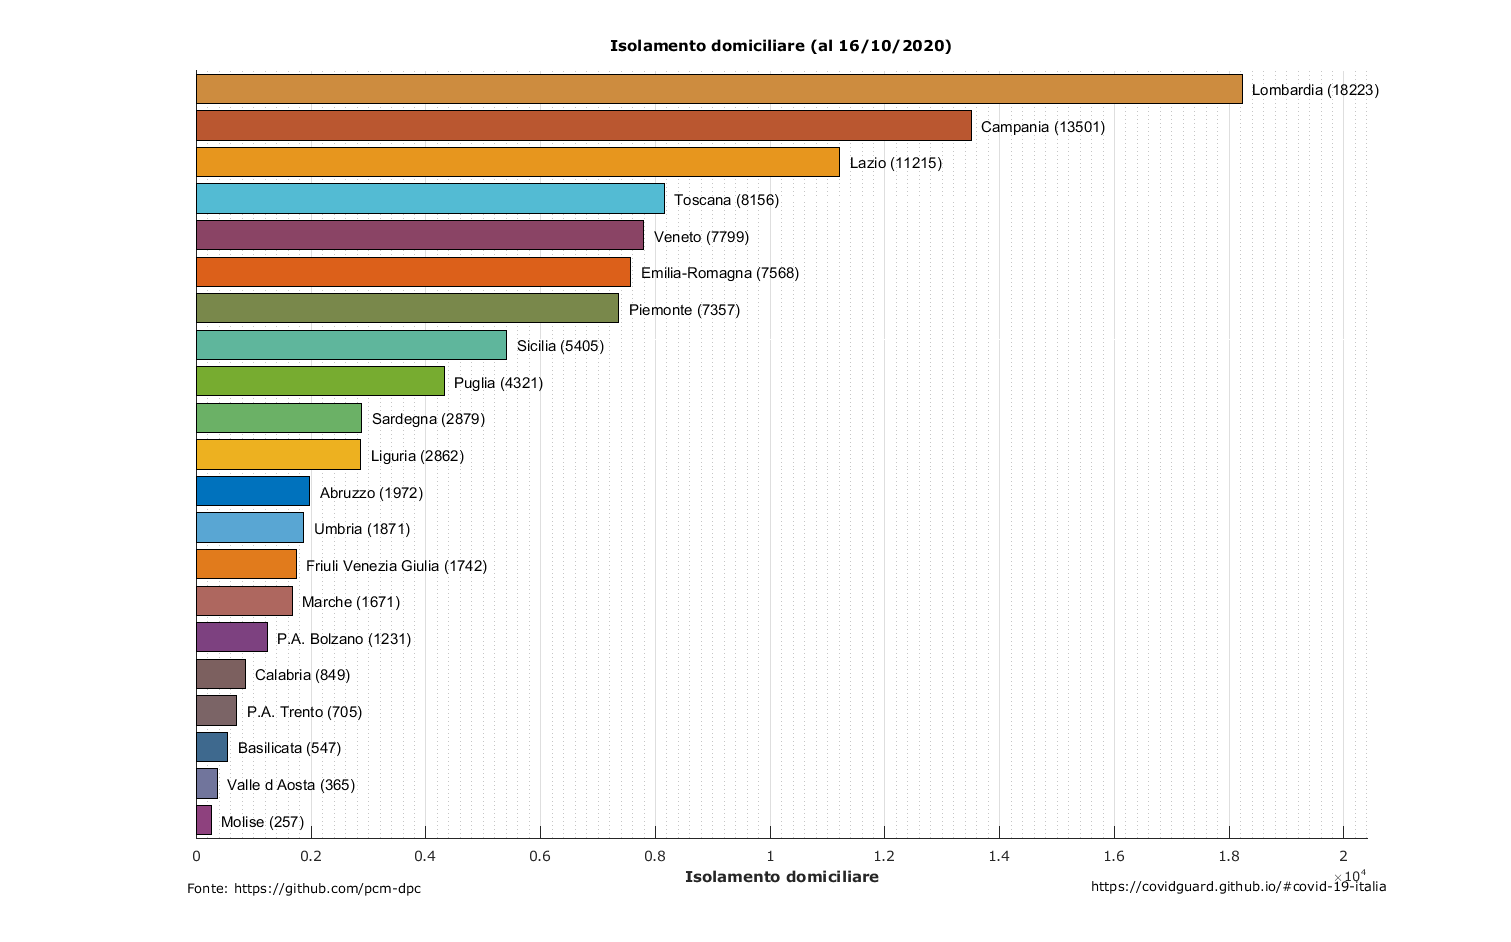 Isolamento domiciliare (al 16/10/2020)
Lombardia (18223)
Campania (13501)
Lazio (11215)
Toscana (8156)
Veneto (7799)
Emilia-Romagna (7568)
Piemonte (7357)
Sicilia (5405)
Puglia (4321)
Sardegna (2879)
Liguria (2862)
Abruzzo (1972)
Umbria (1871)
Friuli Venezia Giulia (1742)
Marche (1671)
P.A. Bolzano (1231)
Calabria (849)
P.A. Trento (705)
Basilicata (547)
Valle d Aosta (365)
Molise (257)
0 0.2 0.4 0.6 0.8 1 1.2 1.4 1.6 1.8 2
×10⁴
Isolamento domiciliare
Fonte: https://github.com/pcm-dpc
https://covidguard.github.io/#covid-19-italia